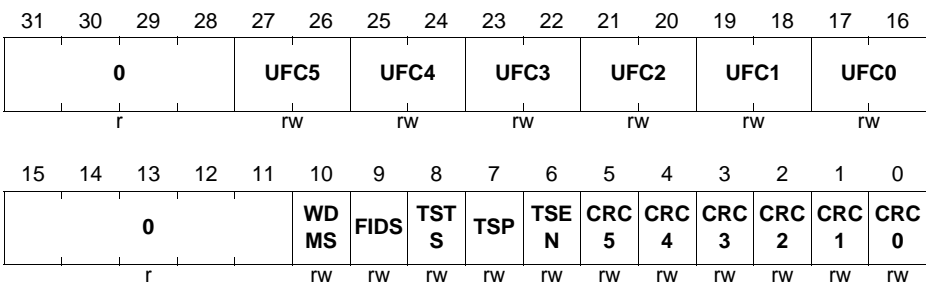 31 30 29 28 27 26 25 24 23 22 21 20 19 18 17 16
0 UFC5 UFC4 UFC3 UFC2 UFC1 UFC0
r rw rw rw rw rw rw
15 14 13 12 11 10 9 8 7 6 5 4 3 2 1 0
0 WD MS FIDS TST S TSP TSE N CRC 5 CRC 4 CRC 3 CRC 2 CRC 1 CRC 0
r rw rw rw rw rw rw rw rw rw rw rw